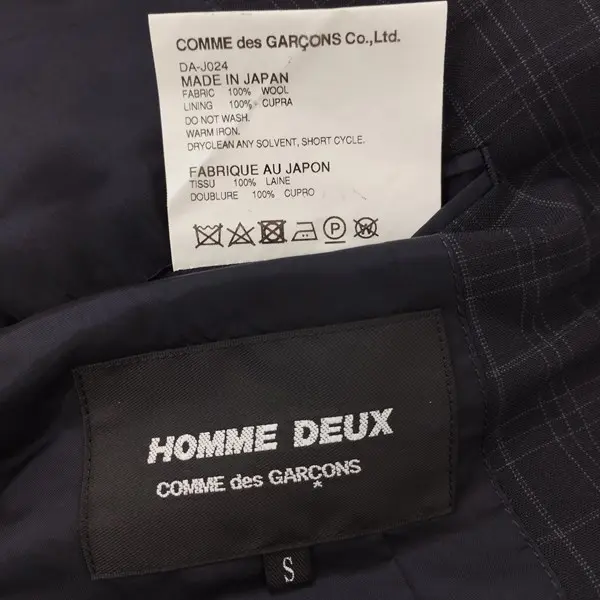 COMME des GARÇONS Co.,Ltd.
DA-J024
MADE IN JAPAN
FABRIC 100% WOOL
LINING 100% CUPRA
DO NOT WASH.
WARM IRON.
DRYCLEAN ANY SOLVENT, SHORT CYCLE.
FABRIQUE AU JAPON
TISSU 100% LAINE
DOUBLURE 100% CUPRO
P W
HOMME DEUX
COMME des GARÇONS
S